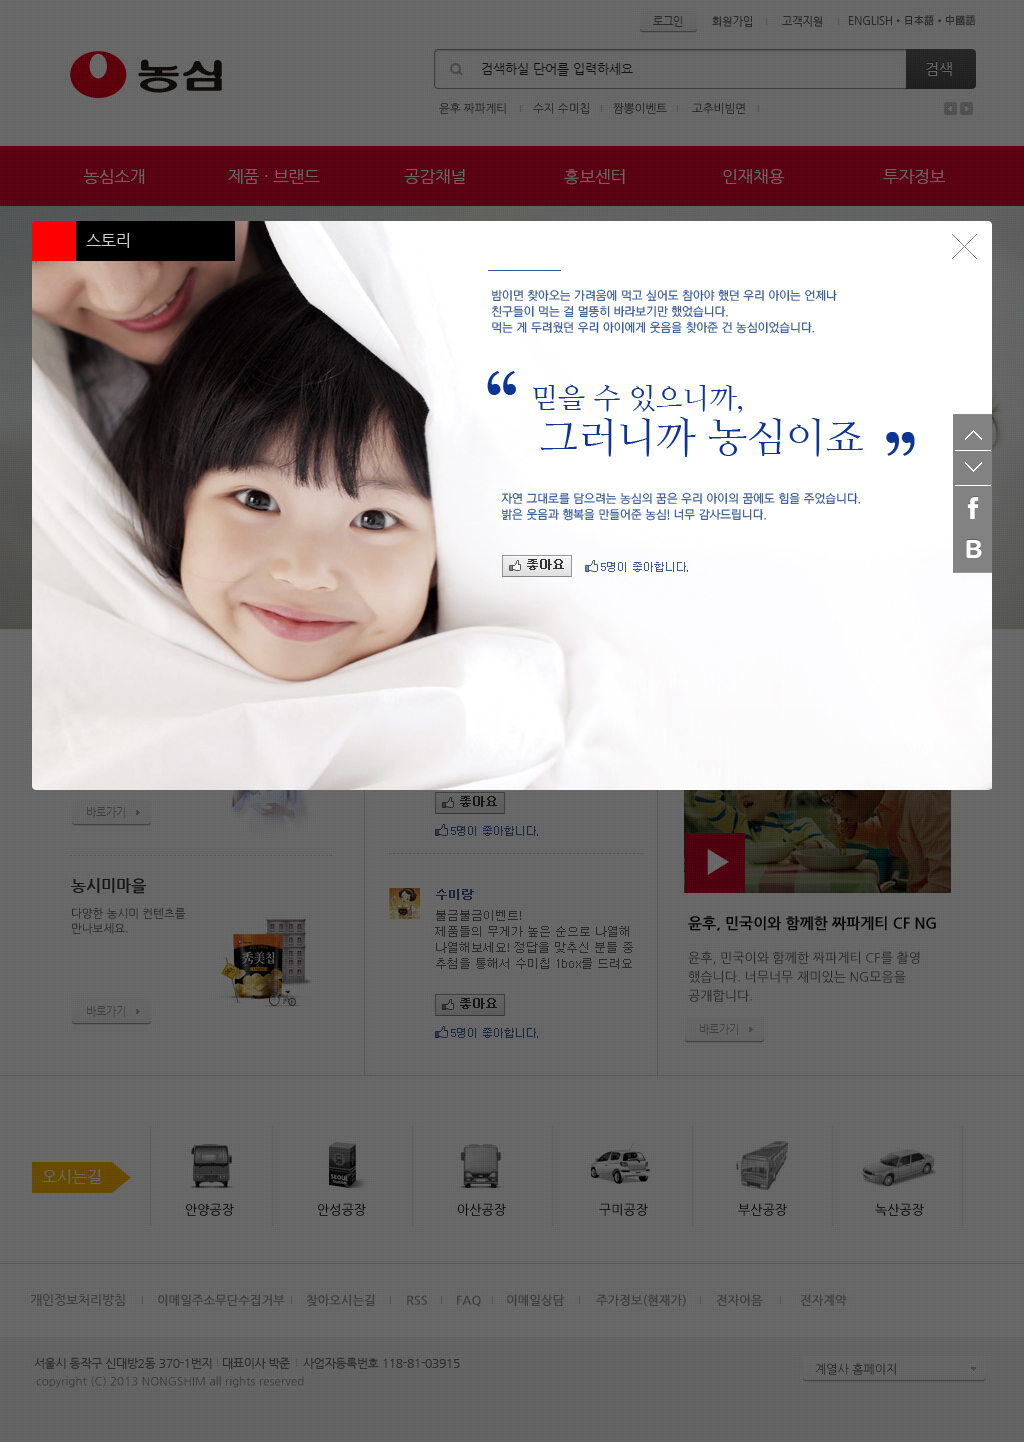 로그인
회원가입
고객지원
ENGLISH • 日本語 • 中國語
농심
검색하실 단어를 입력하세요
검색
윤후 짜파게티
수지 수미칩
짬뽕이벤트
고추비빔면
농심소개
제품 · 브랜드
공감채널
홍보센터
인재채용
투자정보
스토리
밤이면 찾아오는 가려움에 먹고 싶어도 참아야 했던 우리 아이는 언제나
친구들이 먹는 걸 멀뚱히 바라보기만 했었습니다.
먹는 게 두려웠던 우리 아이에게 웃음을 찾아준 건 농심이었습니다.
“ 믿을 수 있으니까,
그러니까 농심이죠 ”
자연 그대로를 담으려는 농심의 꿈은 우리 아이의 꿈에도 힘을 주었습니다.
밝은 웃음과 행복을 만들어준 농심! 너무 감사드립니다.
좋아요
5명이 좋아합니다.
f
B
바로가기
좋아요
5명이 좋아합니다.
농시미마을
다양한 농시미 컨텐츠를
만나보세요.
秀美칩
바로가기
수미랑
불금불금이벤트!
제품들의 무게가 높은 순으로 나열해
나열해보세요! 정답을 맞추신 분들 중
추첨을 통해서 수미칩 1box를 드려요
좋아요
5명이 좋아합니다.
윤후, 민국이와 함께한 짜파게티 CF NG
윤후, 민국이와 함께한 짜파게티 CF를 촬영
했습니다. 너무너무 재미있는 NG모음을
공개합니다.
바로가기
오시는길
SEOUL
안양공장
안성공장
아산공장
구미공장
부산공장
녹산공장
개인정보처리방침
이메일주소무단수집거부
찾아오시는길
RSS
FAQ
이메일상담
주가정보(현재가)
전자어음
전자계약
서울시 동작구 신대방2동 370-1번지 | 대표이사 박준 | 사업자등록번호 118-81-03915
copyright (C) 2013 NONGSHIM all rights reserved
계열사 홈페이지